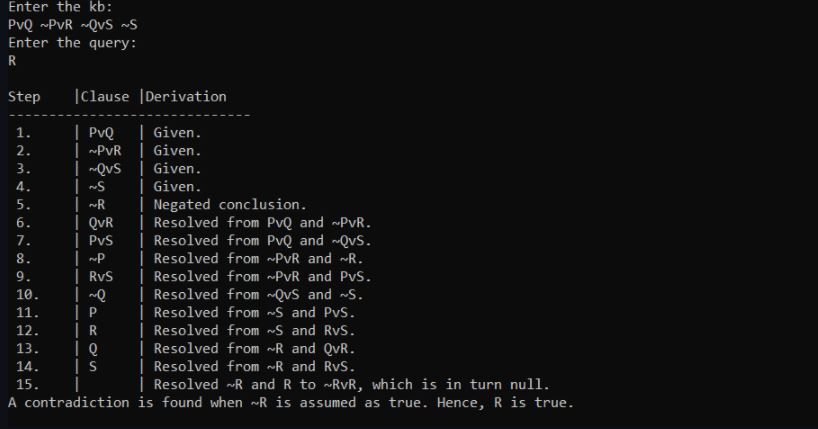 Enter the kb:
PvQ ~PvR ~QvS ~S
Enter the query:
R
Step |Clause |Derivation
------------------------------
1. | PvQ | Given.
2. | ~PvR | Given.
3. | ~QvS | Given.
4. | ~S | Given.
5. | ~R | Negated conclusion.
6. | QvR | Resolved from PvQ and ~PvR.
7. | PvS | Resolved from PvQ and ~QvS.
8. | ~P | Resolved from ~PvR and ~R.
9. | RvS | Resolved from ~PvR and PvS.
10. | ~Q | Resolved from ~QvS and ~S.
11. | P | Resolved from ~S and PvS.
12. | R | Resolved from ~S and RvS.
13. | Q | Resolved from ~R and QvR.
14. | S | Resolved from ~R and RvS.
15. | | Resolved ~R and R to ~RvR, which is in turn null.
A contradiction is found when ~R is assumed as true. Hence, R is true.